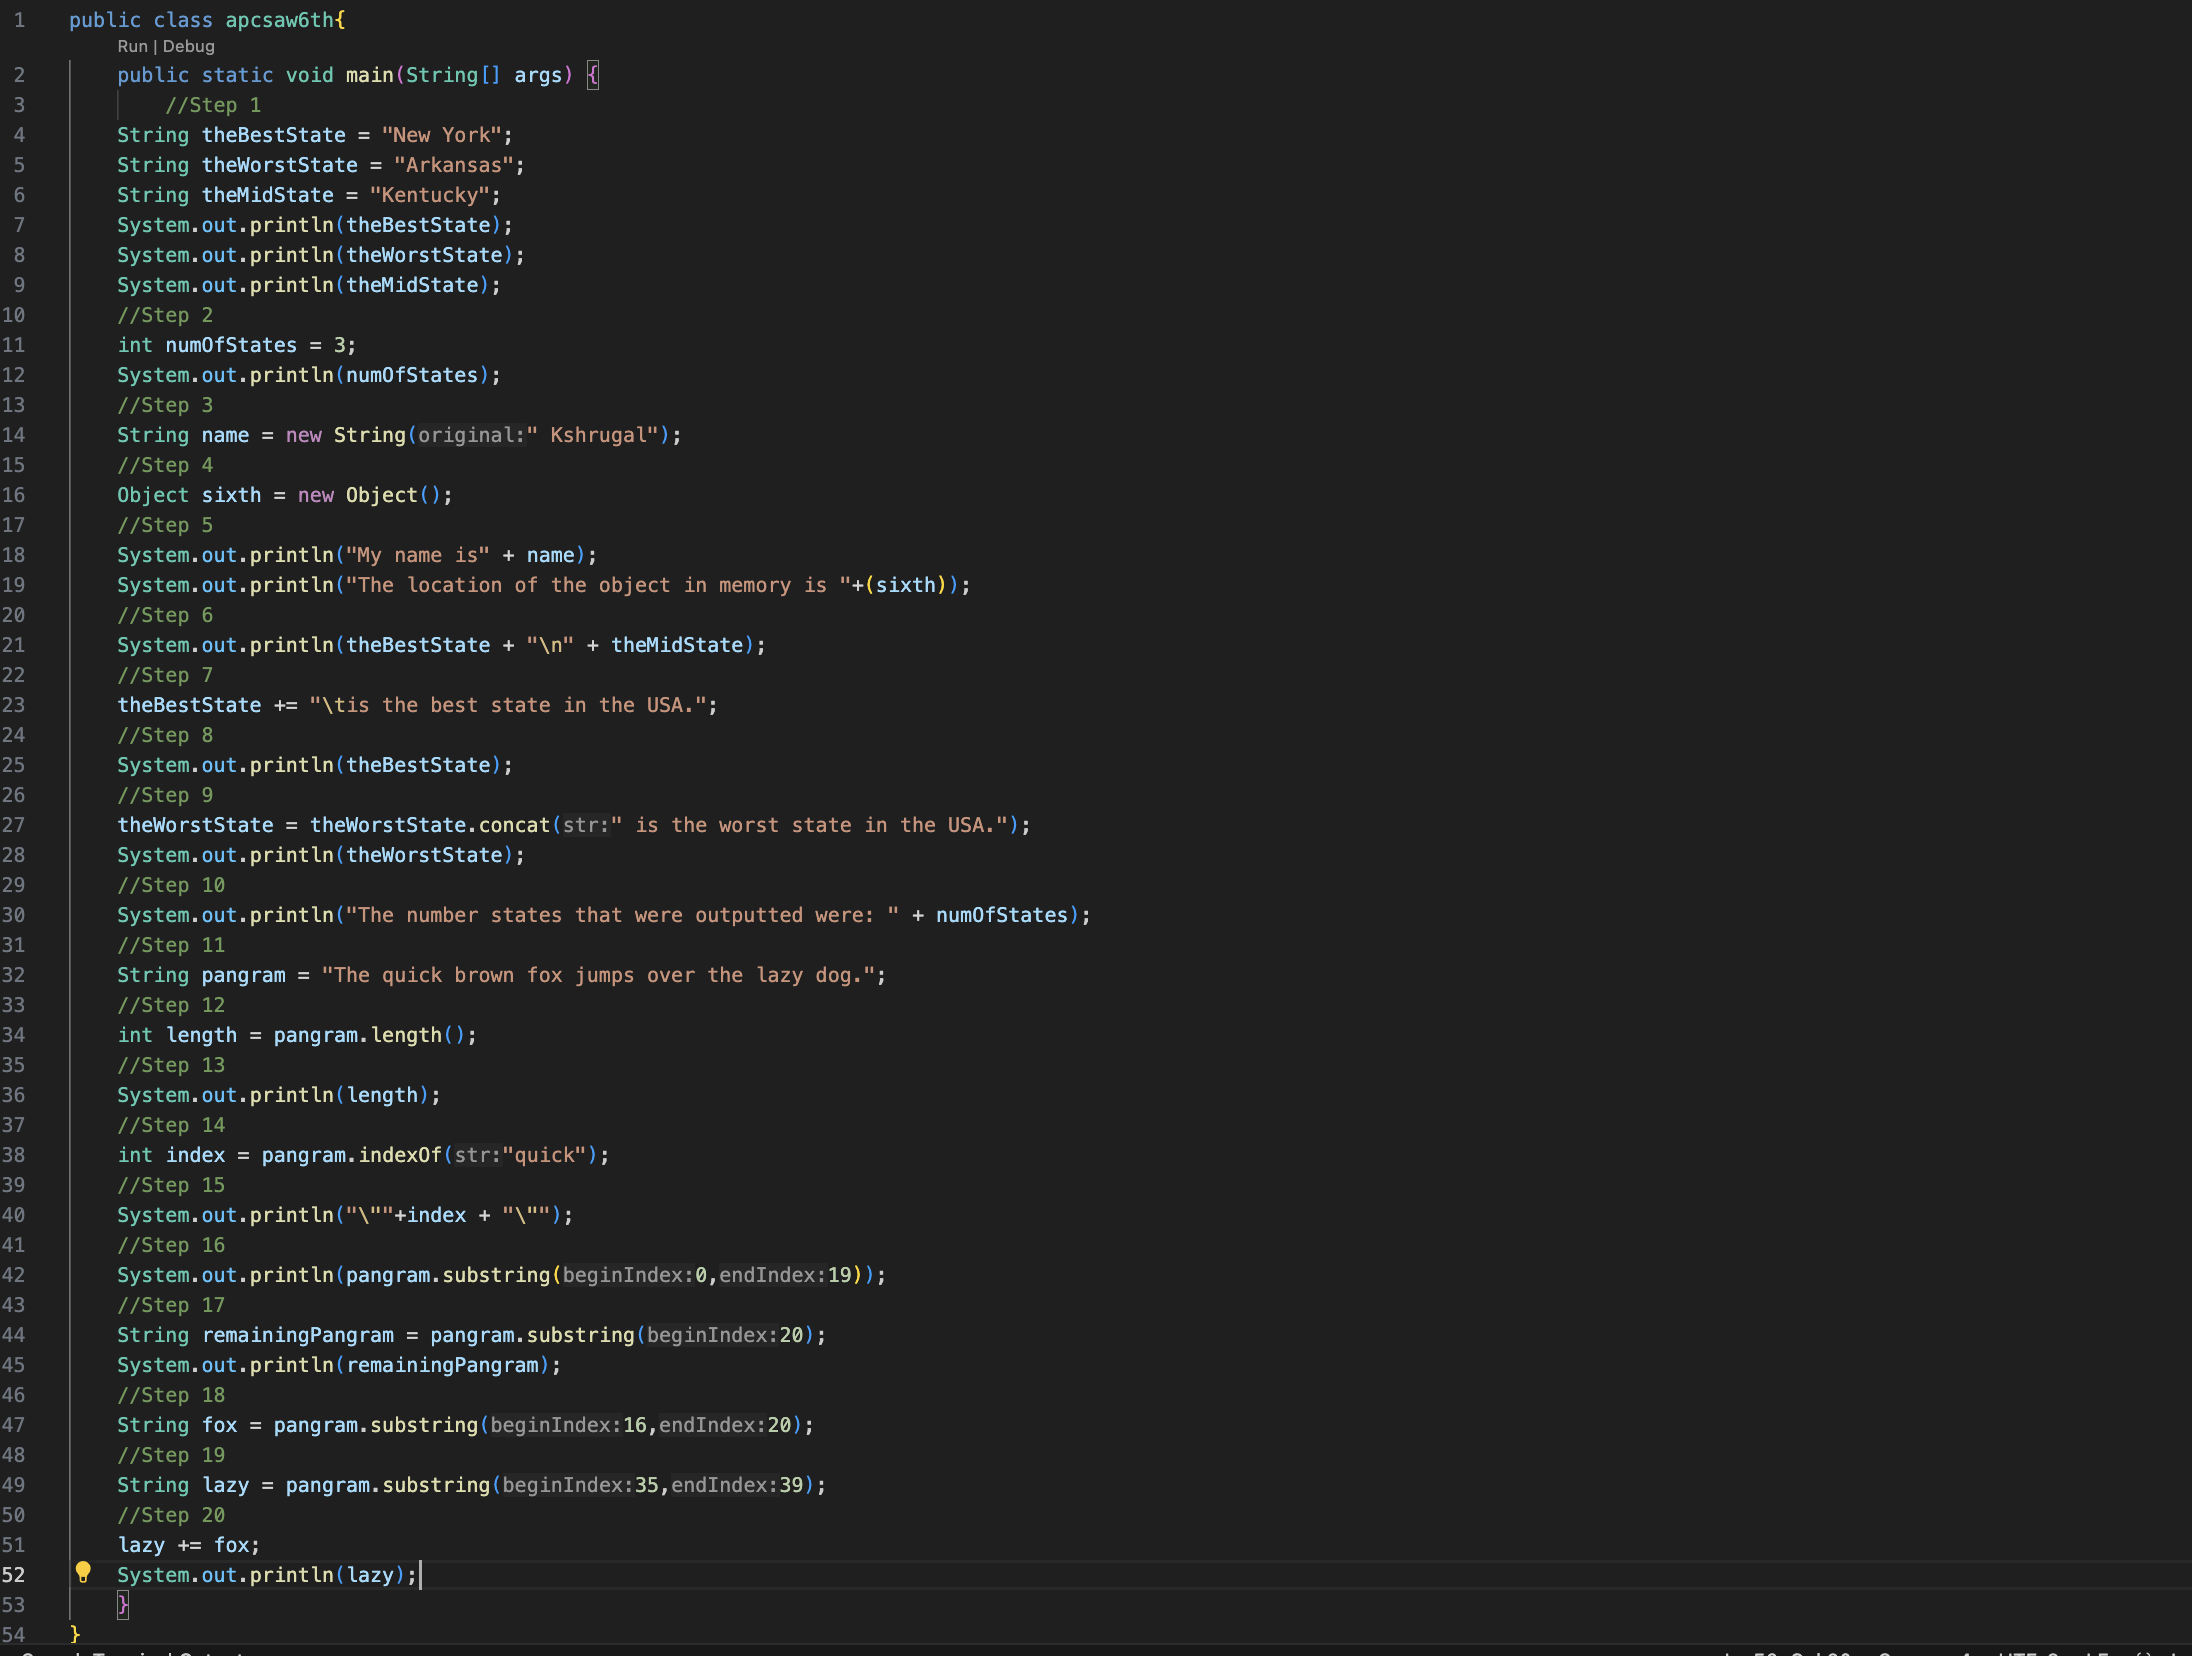 1 public class apcsaw6th{
Run | Debug
2 public static void main(String[] args) {
3 //Step 1
4 String theBestState = "New York";
5 String theWorstState = "Arkansas";
6 String theMidState = "Kentucky";
7 System.out.println(theBestState);
8 System.out.println(theWorstState);
9 System.out.println(theMidState);
10 //Step 2
11 int numOfStates = 3;
12 System.out.println(numOfStates);
13 //Step 3
14 String name = new String(original:" Kshrugal");
15 //Step 4
16 Object sixth = new Object();
17 //Step 5
18 System.out.println("My name is" + name);
19 System.out.println("The location of the object in memory is "+(sixth));
20 //Step 6
21 System.out.println(theBestState + "\n" + theMidState);
22 //Step 7
23 theBestState += "\tis the best state in the USA.";
24 //Step 8
25 System.out.println(theBestState);
26 //Step 9
27 theWorstState = theWorstState.concat(str:" is the worst state in the USA.");
28 System.out.println(theWorstState);
29 //Step 10
30 System.out.println("The number states that were outputted were: " + numOfStates);
31 //Step 11
32 String pangram = "The quick brown fox jumps over the lazy dog.";
33 //Step 12
34 int length = pangram.length();
35 //Step 13
36 System.out.println(length);
37 //Step 14
38 int index = pangram.indexOf(str:"quick");
39 //Step 15
40 System.out.println("\""+index + "\"");
41 //Step 16
42 System.out.println(pangram.substring(beginIndex:0,endIndex:19));
43 //Step 17
44 String remainingPangram = pangram.substring(beginIndex:20);
45 System.out.println(remainingPangram);
46 //Step 18
47 String fox = pangram.substring(beginIndex:16,endIndex:20);
48 //Step 19
49 String lazy = pangram.substring(beginIndex:35,endIndex:39);
50 //Step 20
51 lazy += fox;
52 System.out.println(lazy);
53 }
54 }